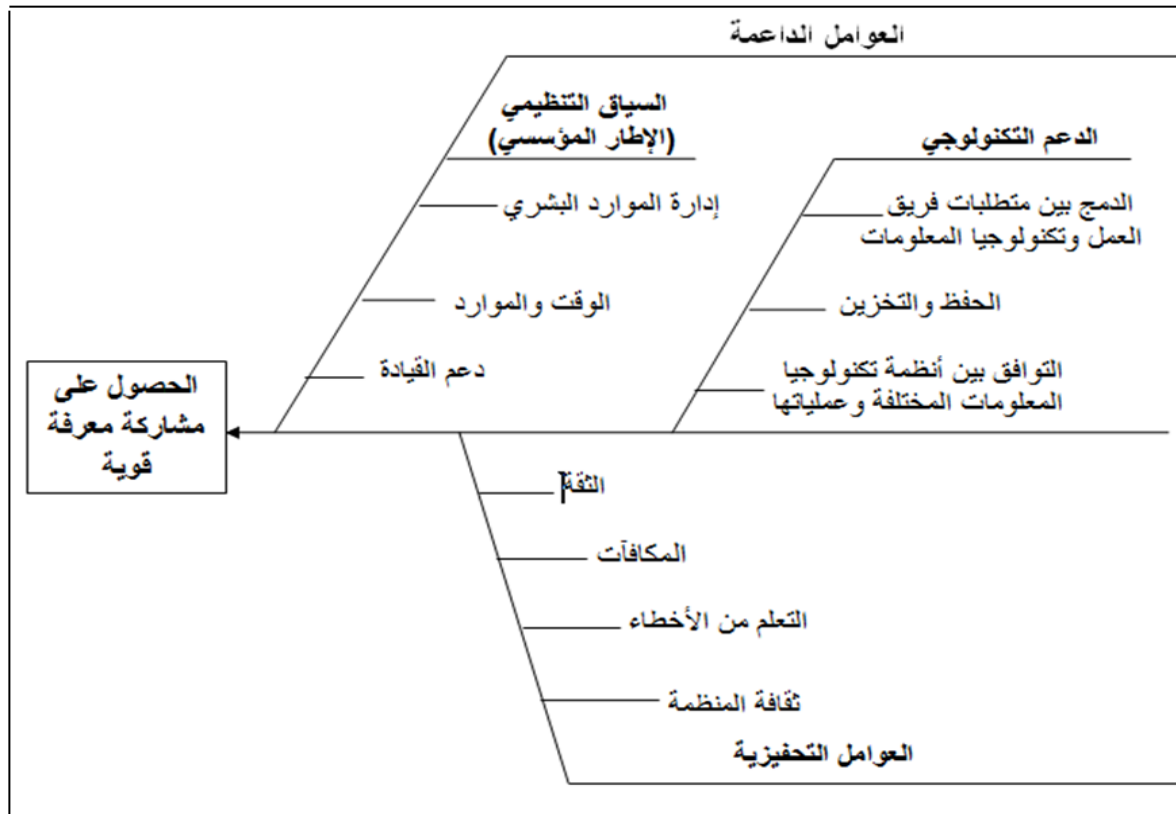 العوامل الداعمة
السياق التنظيمي
(الإطار المؤسسي)
الدعم التكنولوجي
إدارة الموارد البشري
الدمج بين متطلبات فريق
العمل وتكنولوجيا المعلومات
الوقت والموارد
الحفظ والتخزين
دعم القيادة
التوافق بين أنظمة تكنولوجيا
المعلومات المختلفة وعملياتها
الحصول على
مشاركة معرفة
قوية
الثقة
المكافآت
التعلم من الأخطاء
ثقافة المنظمة
العوامل التحفيزية